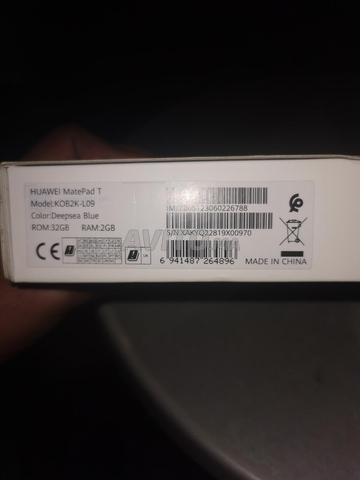 HUAWEI MatePad T
Model:KOB2K-L09
Color:Deepsea Blue
ROM:32GB RAM:2GB
S/N:XAKYQ22819X00970
6 941487 264896
MADE IN CHINA